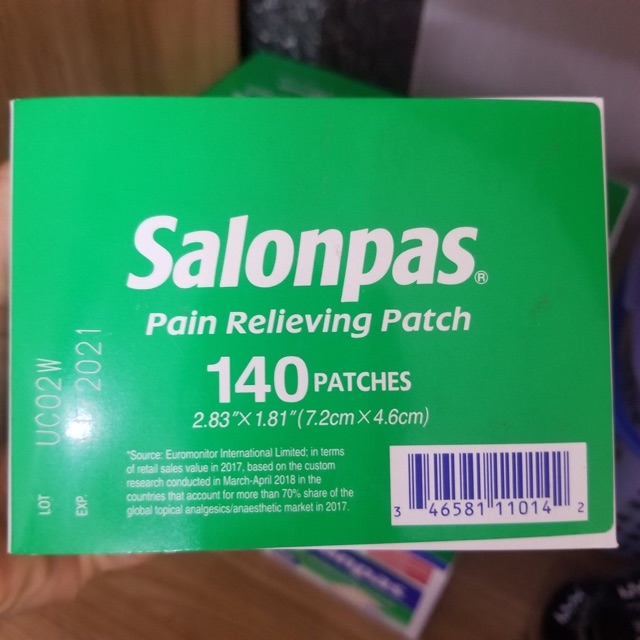 Salonpas®
Pain Relieving Patch
140 PATCHES
2.83"×1.81"(7.2cm×4.6cm)
*Source: Euromonitor International Limited; in terms
of retail sales value in 2017, based on the custom
research conducted in March-April 2018 in the
countries that account for more than 70% share of the
global topical analgesics/anaesthetic market in 2017.
3 46581 11014 2
LOT UC02W
EXP. 2021